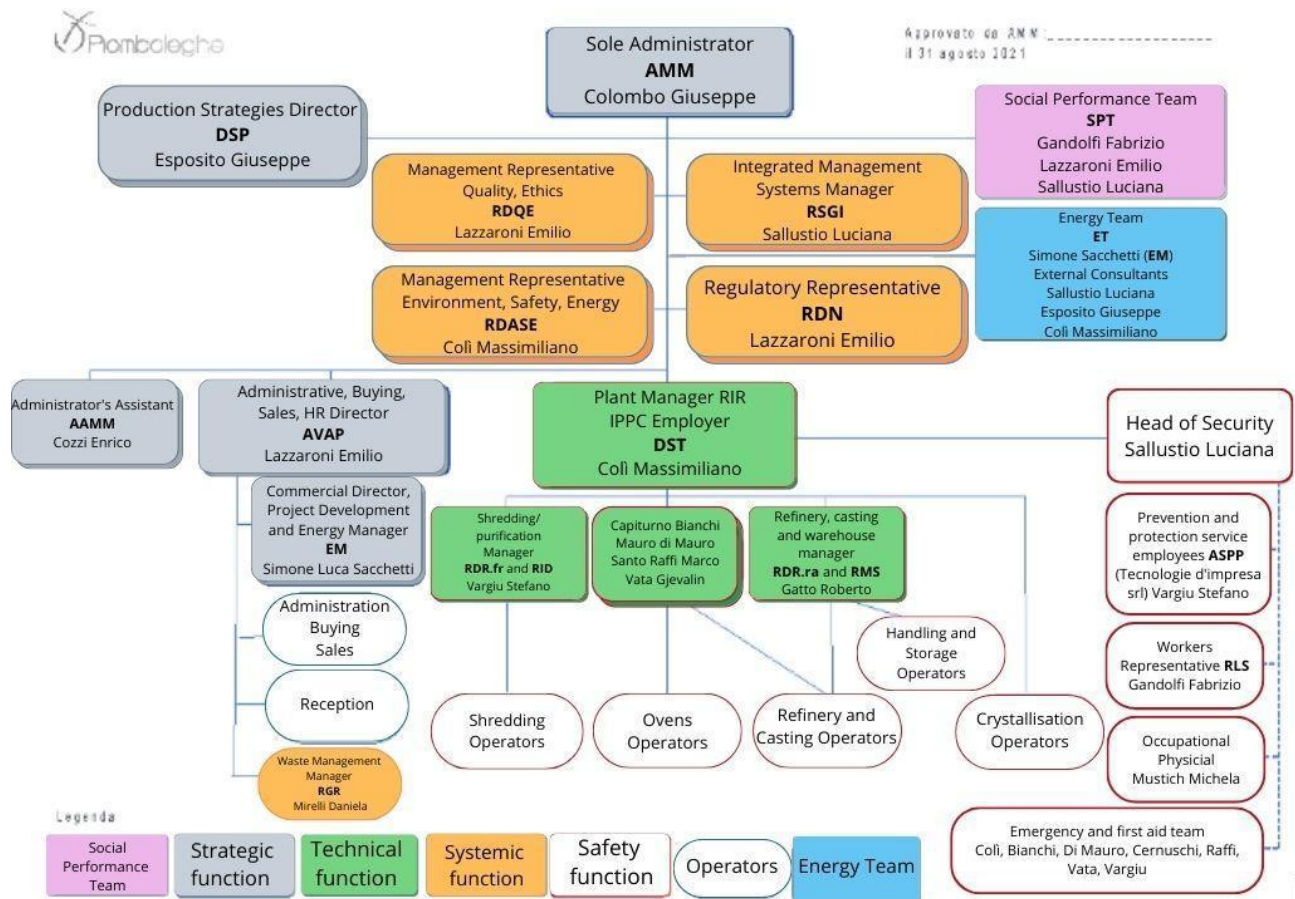 Piomboleghe
Approvato da AMM:____________________
il 31 agosto 2021
Sole Administrator
AMM
Colombo Giuseppe
Production Strategies Director
DSP
Esposito Giuseppe
Social Performance Team
SPT
Gandolfi Fabrizio
Lazzaroni Emilio
Sallustio Luciana
Management Representative
Quality, Ethics
RDQE
Lazzaroni Emilio
Integrated Management
Systems Manager
RSGI
Sallustio Luciana
Energy Team
ET
Simone Sacchetti (EM)
External Consultants
Sallustio Luciana
Esposito Giuseppe
Colì Massimiliano
Management Representative
Environment, Safety, Energy
RDASE
Colì Massimiliano
Regulatory Representative
RDN
Lazzaroni Emilio
Administrator's Assistant
AAMM
Cozzi Enrico
Administrative, Buying,
Sales, HR Director
AVAP
Lazzaroni Emilio
Plant Manager RIR
IPPC Employer
DST
Colì Massimiliano
Head of Security
Sallustio Luciana
Commercial Director,
Project Development
and Energy Manager
EM
Simone Luca Sacchetti
Shredding/
purification
Manager
RDR.fr and RID
Vargiu Stefano
Capiturno Bianchi
Mauro di Mauro
Santo Raffi Marco
Vata Gjevalin
Refinery, casting
and warehouse
manager
RDR.ra and RMS
Gatto Roberto
Prevention and
protection service
employees ASPP
(Tecnologie d'impresa
srl) Vargiu Stefano
Administration
Buying
Sales
Handling and
Storage
Operators
Workers
Representative RLS
Gandolfi Fabrizio
Reception
Shredding
Operators
Ovens
Operators
Refinery and
Casting Operators
Crystallisation
Operators
Occupational
Physicial
Mustich Michela
Waste Management
Manager
RGR
Mirelli Daniela
Emergency and first aid team
Colì, Bianchi, Di Mauro, Cernuschi, Raffi,
Vata, Vargiu
Legenda
Social
Performance
Team
Strategic
function
Technical
function
Systemic
function
Safety
function
Operators
Energy Team